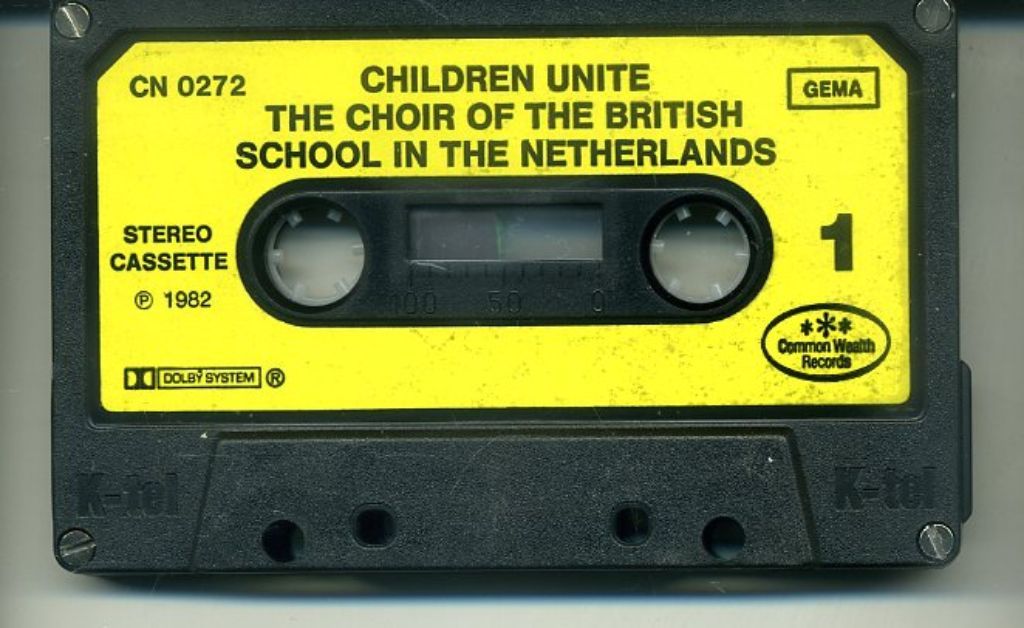 CN 0272
CHILDREN UNITE
THE CHOIR OF THE BRITISH
SCHOOL IN THE NETHERLANDS
GEMA
STEREO
CASSETTE
℗ 1982
1
100 50 0
Common Wealth
Records
DOLBY SYSTEM ®
K-tel
K-tel